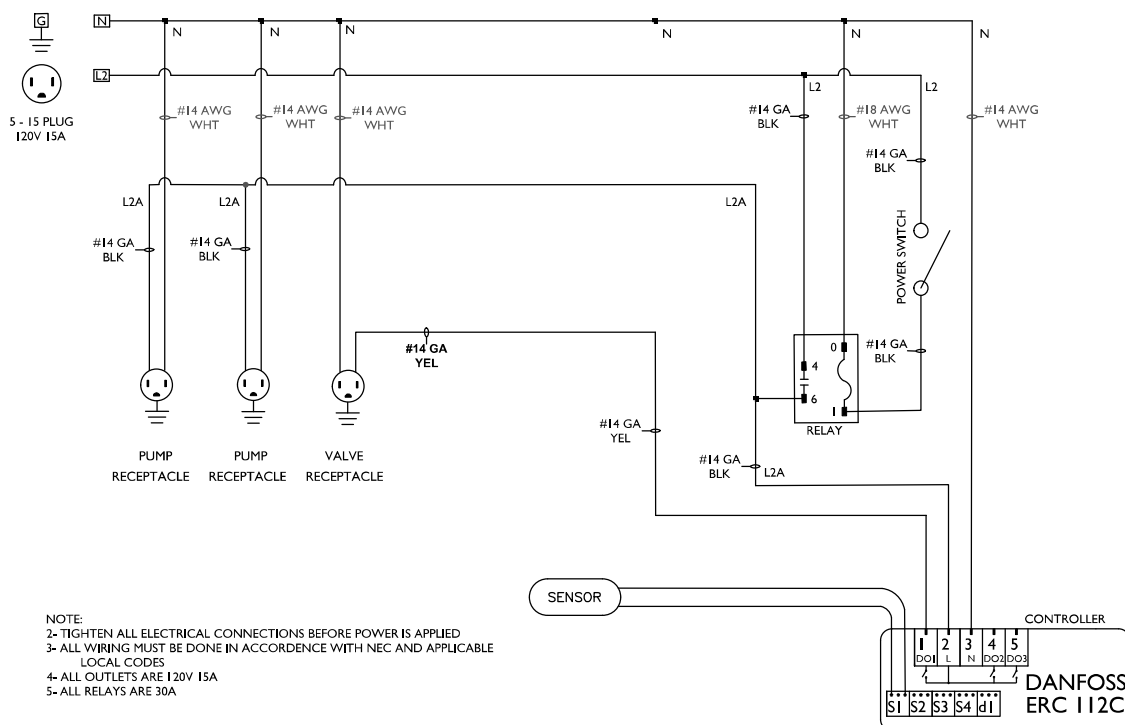 G
N
N
N
N
N
N
N
L2
L2
L2
5 - 15 PLUG
120V 15A
#14 AWG
WHT
#14 AWG
WHT
#14 AWG
WHT
#14 GA
BLK
#18 AWG
WHT
#14 AWG
WHT
#14 GA
BLK
L2A
L2A
L2A
#14 GA
BLK
#14 GA
BLK
POWER SWITCH
#14 GA
YEL
#14 GA
BLK
0
4
6
1
RELAY
#14 GA
YEL
#14 GA
BLK
L2A
PUMP
RECEPTACLE
PUMP
RECEPTACLE
VALVE
RECEPTACLE
SENSOR
NOTE:
2- TIGHTEN ALL ELECTRICAL CONNECTIONS BEFORE POWER IS APPLIED
3- ALL WIRING MUST BE DONE IN ACCORDANCE WITH NEC AND APPLICABLE
LOCAL CODES
4- ALL OUTLETS ARE 120V 15A
5- ALL RELAYS ARE 30A
CONTROLLER
1 2 3 4 5
DO1 L N DO2 DO3
DANFOSS
ERC 112C
S1 S2 S3 S4 d1